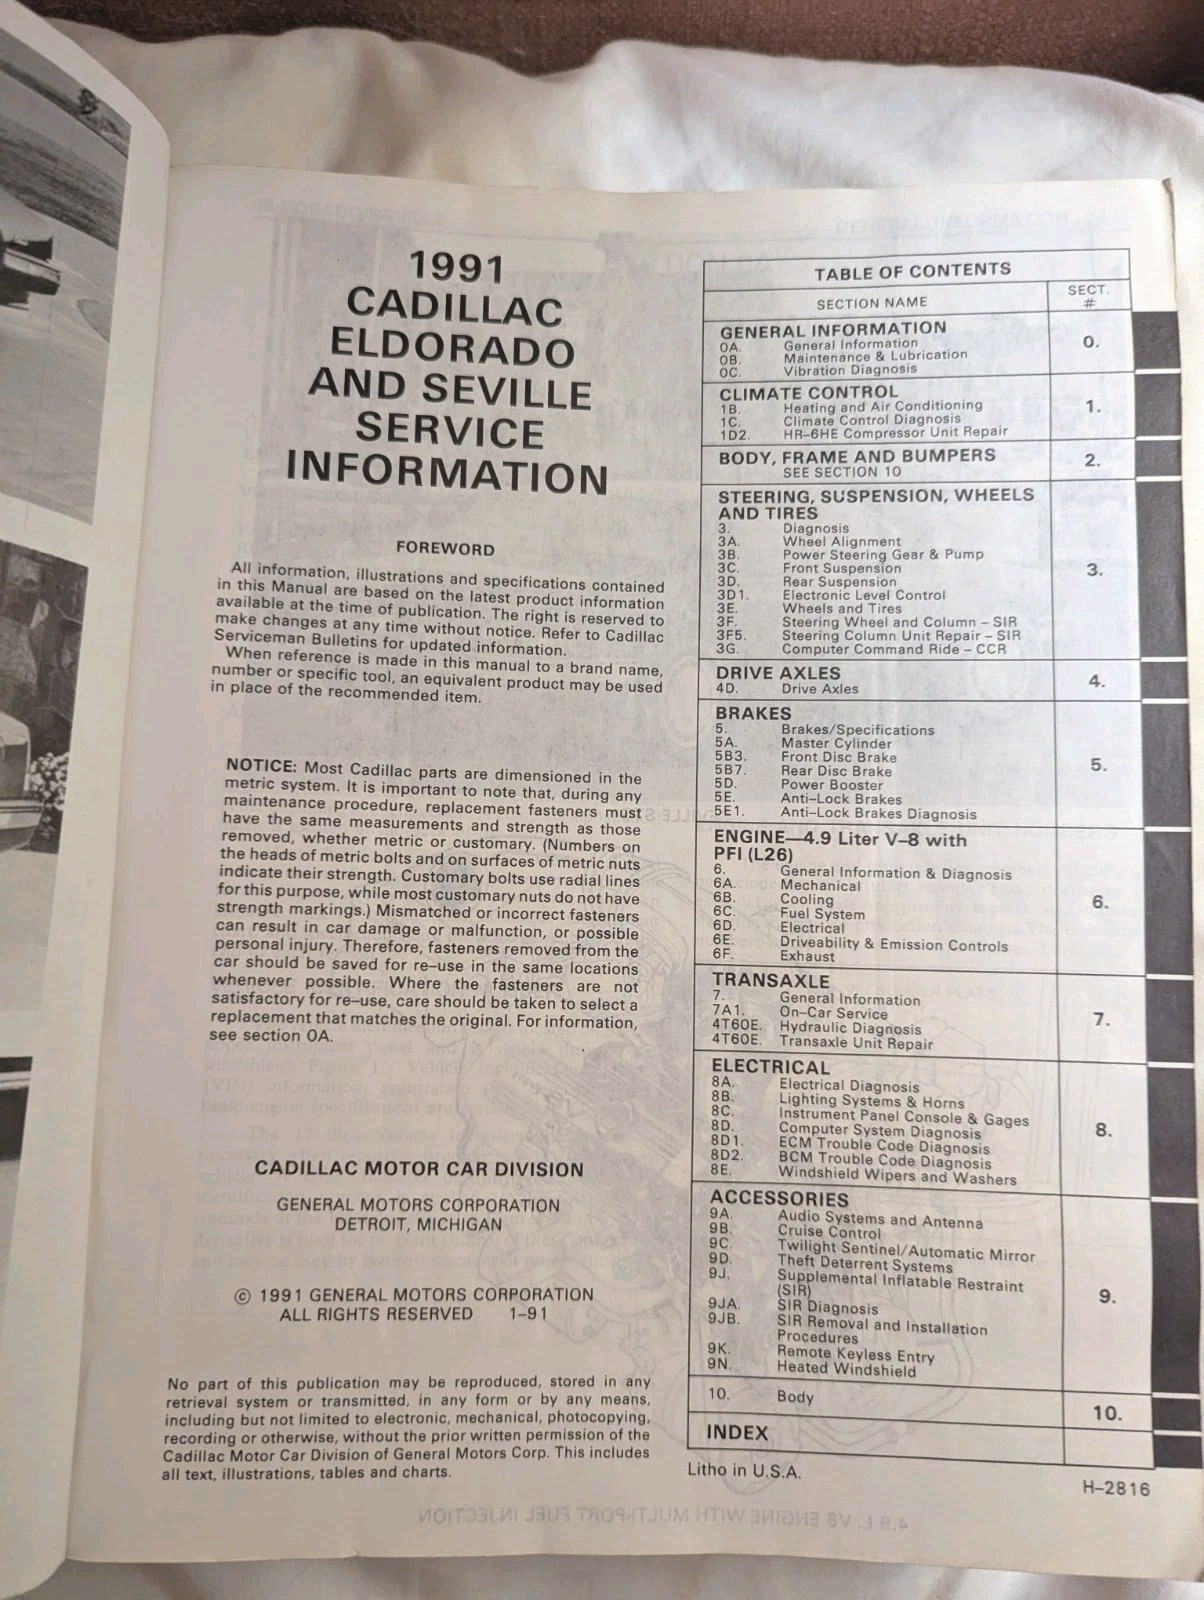 1991
CADILLAC
ELDORADO
AND SEVILLE
SERVICE
INFORMATION
FOREWORD
All information, illustrations and specifications contained
in this Manual are based on the latest product information
available at the time of publication. The right is reserved to
make changes at any time without notice. Refer to Cadillac
Serviceman Bulletins for updated information.
When reference is made in this manual to a brand name,
number or specific tool, an equivalent product may be used
in place of the recommended item.
NOTICE: Most Cadillac parts are dimensioned in the
metric system. It is important to note that, during any
maintenance procedure, replacement fasteners must
have the same measurements and strength as those
removed, whether metric or customary. (Numbers on
the heads of metric bolts and on surfaces of metric nuts
indicate their strength. Customary bolts use radial lines
for this purpose, while most customary nuts do not have
strength markings.) Mismatched or incorrect fasteners
can result in car damage or malfunction, or possible
personal injury. Therefore, fasteners removed from the
car should be saved for re–use in the same locations
whenever possible. Where the fasteners are not
satisfactory for re–use, care should be taken to select a
replacement that matches the original. For information,
see section 0A.
CADILLAC MOTOR CAR DIVISION
GENERAL MOTORS CORPORATION
DETROIT, MICHIGAN
© 1991 GENERAL MOTORS CORPORATION
ALL RIGHTS RESERVED 1–91
No part of this publication may be reproduced, stored in any
retrieval system or transmitted, in any form or by any means,
including but not limited to electronic, mechanical, photocopying,
recording or otherwise, without the prior written permission of the
Cadillac Motor Car Division of General Motors Corp. This includes
all text, illustrations, tables and charts.
TABLE OF CONTENTS
SECTION NAME SECT. #
GENERAL INFORMATION 0.
0A. General Information
0B. Maintenance & Lubrication
0C. Vibration Diagnosis
CLIMATE CONTROL 1.
1B. Heating and Air Conditioning
1C. Climate Control Diagnosis
1D2. HR–6HE Compressor Unit Repair
BODY, FRAME AND BUMPERS 2.
SEE SECTION 10
STEERING, SUSPENSION, WHEELS
AND TIRES 3.
3. Diagnosis
3A. Wheel Alignment
3B. Power Steering Gear & Pump
3C. Front Suspension
3D. Rear Suspension
3D1. Electronic Level Control
3E. Wheels and Tires
3F. Steering Wheel and Column – SIR
3F5. Steering Column Unit Repair – SIR
3G. Computer Command Ride – CCR
DRIVE AXLES 4.
4D. Drive Axles
BRAKES 5.
5. Brakes/Specifications
5A. Master Cylinder
5B3. Front Disc Brake
5B7. Rear Disc Brake
5D. Power Booster
5E. Anti–Lock Brakes
5E1. Anti–Lock Brakes Diagnosis
ENGINE—4.9 Liter V–8 with
PFI (L26) 6.
6. General Information & Diagnosis
6A. Mechanical
6B. Cooling
6C. Fuel System
6D. Electrical
6E. Driveability & Emission Controls
6F. Exhaust
TRANSAXLE 7.
7. General Information
7A1. On–Car Service
4T60E. Hydraulic Diagnosis
4T60E. Transaxle Unit Repair
ELECTRICAL 8.
8A. Electrical Diagnosis
8B. Lighting Systems & Horns
8C. Instrument Panel Console & Gages
8D. Computer System Diagnosis
8D1. ECM Trouble Code Diagnosis
8D2. BCM Trouble Code Diagnosis
8E. Windshield Wipers and Washers
ACCESSORIES 9.
9A. Audio Systems and Antenna
9B. Cruise Control
9C. Twilight Sentinel/Automatic Mirror
9D. Theft Deterrent Systems
9J. Supplemental Inflatable Restraint
(SIR)
9JA. SIR Diagnosis
9JB. SIR Removal and Installation
Procedures
9K. Remote Keyless Entry
9N. Heated Windshield
10. Body 10.
INDEX
Litho in U.S.A.
H–2816